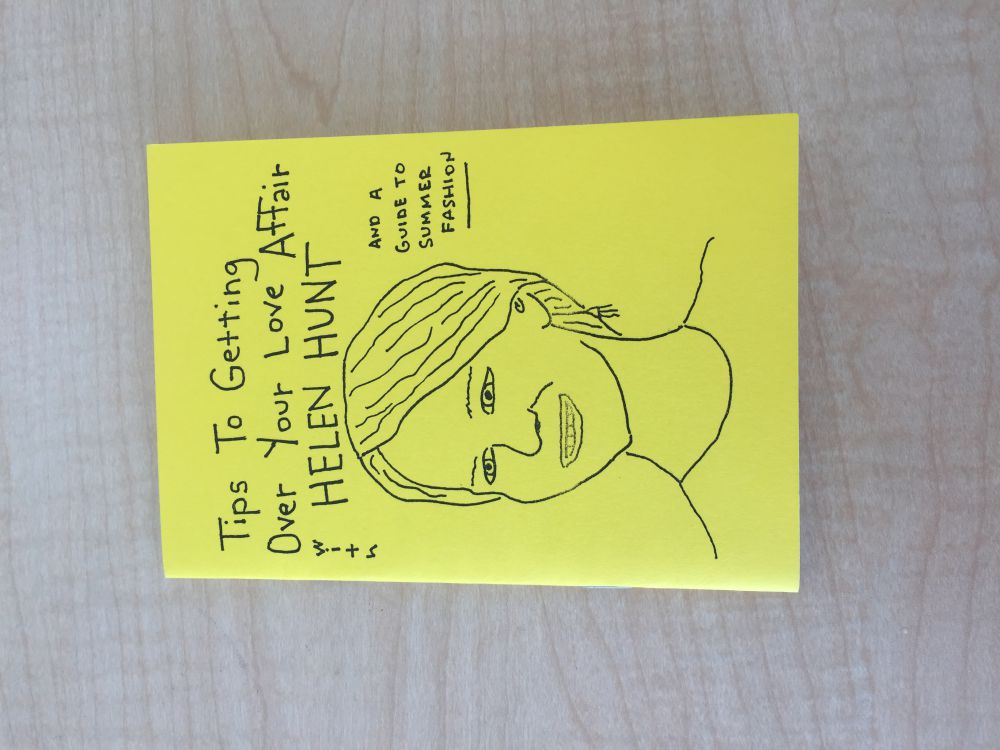 Tips To Getting
Over Your Love Affair
with HELEN HUNT
AND A
GUIDE TO
SUMMER
FASHION